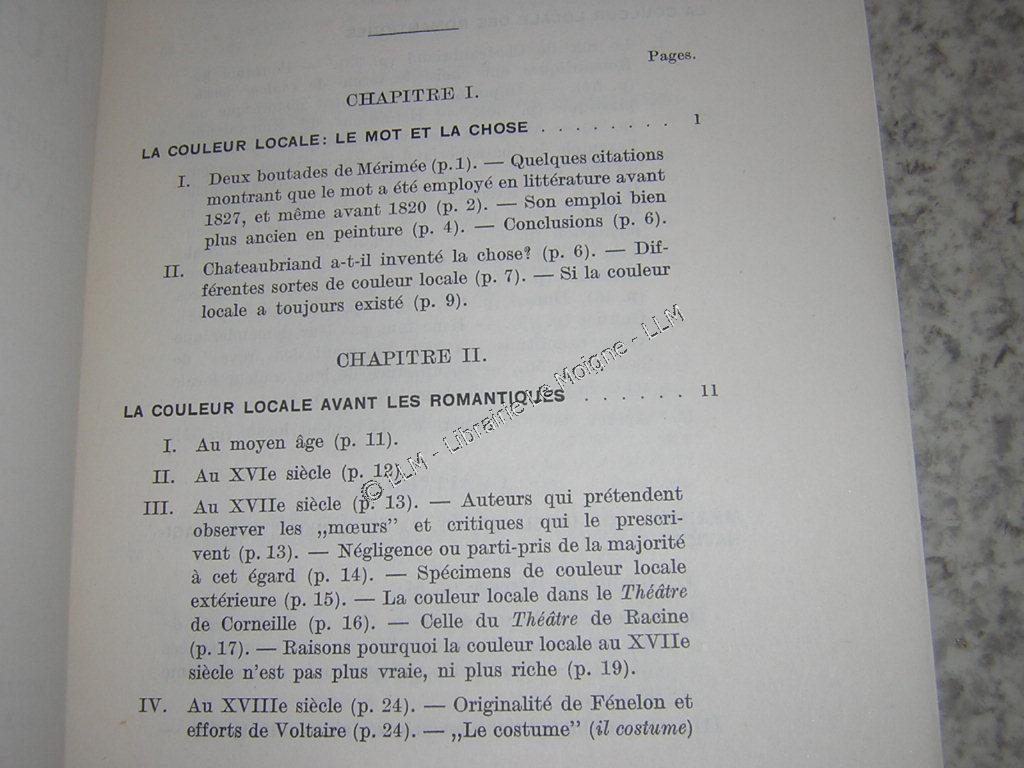 Pages.
CHAPITRE I.
LA COULEUR LOCALE: LE MOT ET LA CHOSE . . . . . . . . 1
I. Deux boutades de Mérimée (p. 1). — Quelques citations
montrant que le mot a été employé en littérature avant
1827, et même avant 1820 (p. 2). — Son emploi bien
plus ancien en peinture (p. 4). — Conclusions (p. 6).
II. Chateaubriand a-t-il inventé la chose? (p. 6). — Dif-
férentes sortes de couleur locale (p. 7). — Si la couleur
locale a toujours existé (p. 9).
CHAPITRE II.
LA COULEUR LOCALE AVANT LES ROMANTIQUES . . . . . . 11
I. Au moyen âge (p. 11).
II. Au XVIe siècle (p. 12).
III. Au XVIIe siècle (p. 13). — Auteurs qui prétendent
observer les „mœurs” et critiques qui le prescri-
vent (p. 13). — Négligence ou parti-pris de la majorité
à cet égard (p. 14). — Spécimens de couleur locale
extérieure (p. 15). — La couleur locale dans le Théâtre
de Corneille (p. 16). — Celle du Théâtre de Racine
(p. 17). — Raisons pourquoi la couleur locale au XVIIe
siècle n'est pas plus vraie, ni plus riche (p. 19).
IV. Au XVIIIe siècle (p. 24). — Originalité de Fénelon et
efforts de Voltaire (p. 24). — „Le costume” (il costume)
© LLM - Librairie Le Moigne - LLM